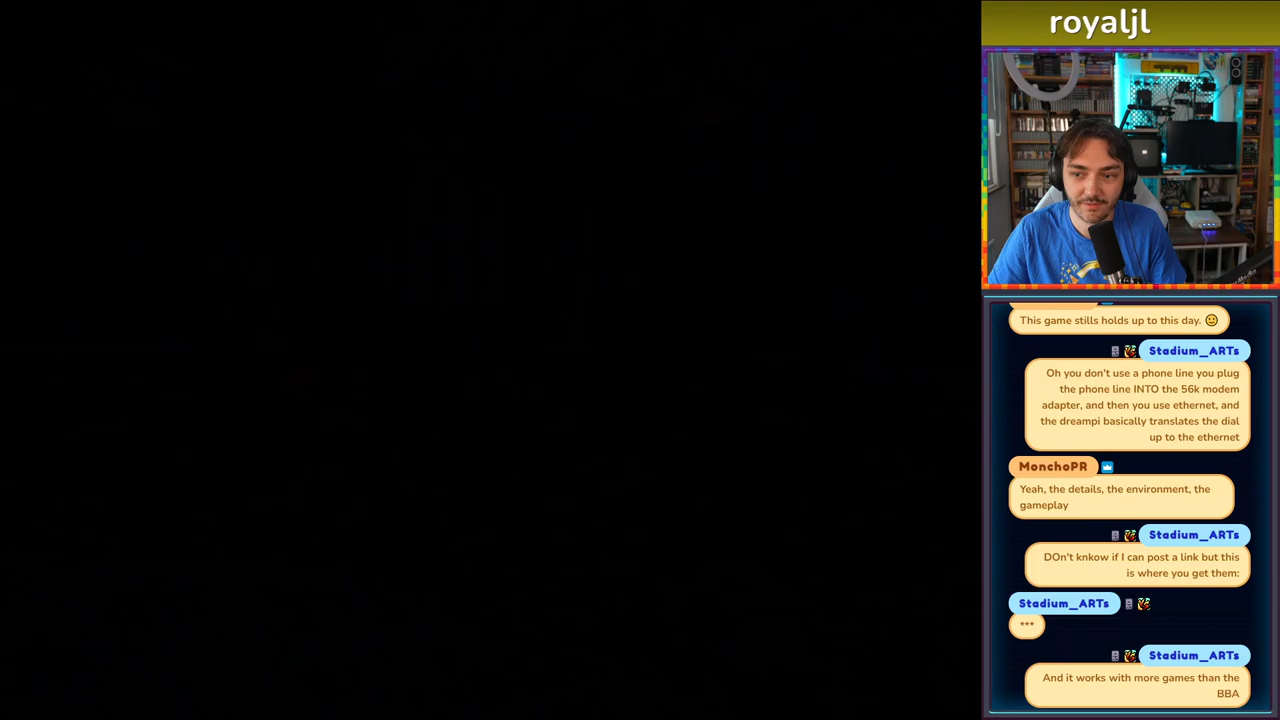 royaljl
This game stills holds up to this day.
Stadium_ARTs
Oh you don't use a phone line you plug
the phone line INTO the 56k modem
adapter, and then you use ethernet, and
the dreampi basically translates the dial
up to the ethernet
MonchoPR
Yeah, the details, the environment, the
gameplay
Stadium_ARTs
DOn't knkow if I can post a link but this
is where you get them:
Stadium_ARTs
***
Stadium_ARTs
And it works with more games than the
BBA